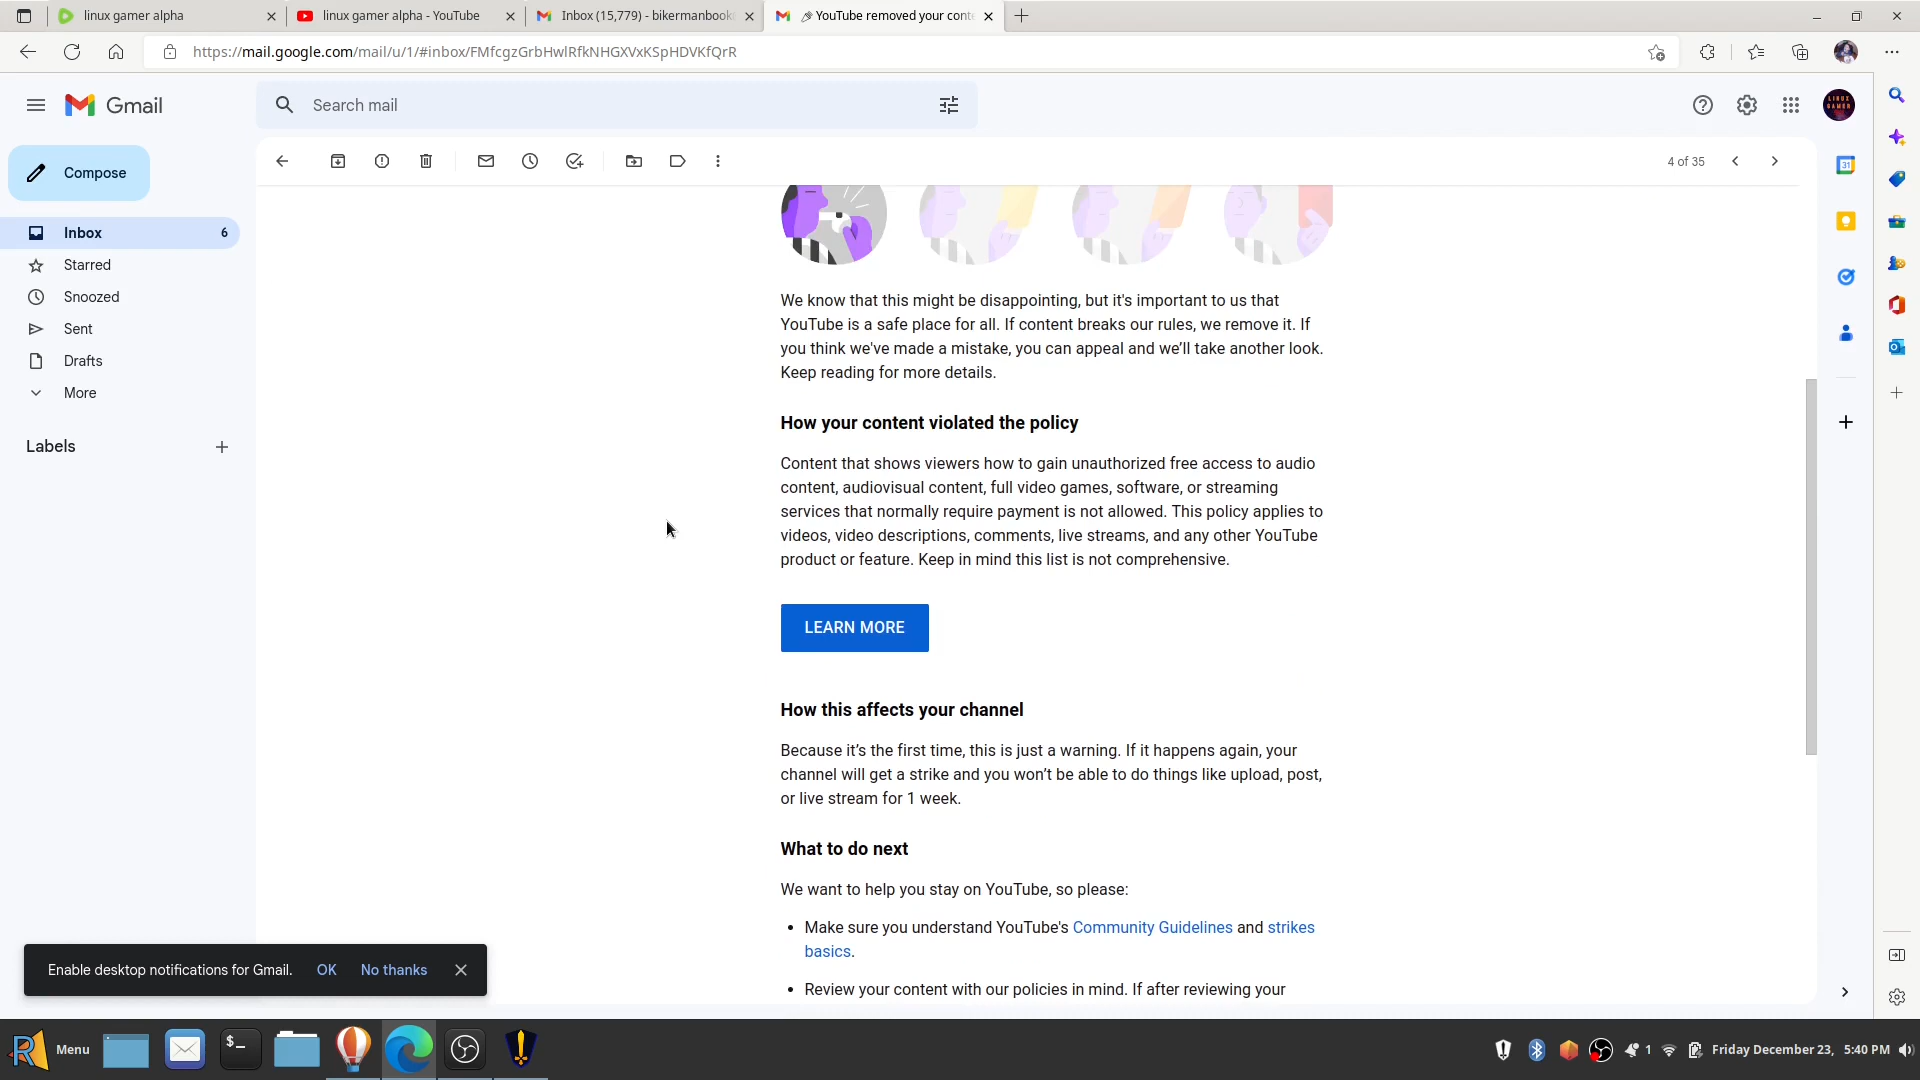 linux gamer alpha
linux gamer alpha - YouTube
Inbox (15,779) - bikermanbook
YouTube removed your conte
https://mail.google.com/mail/u/1/#inbox/FMfcgzGrbHwlRfkNHGXVxKSpHDVKfQrR
Gmail
Search mail
Compose
4 of 35
Inbox 6
Starred
Snoozed
Sent
Drafts
More
Labels
31
We know that this might be disappointing, but it's important to us that
YouTube is a safe place for all. If content breaks our rules, we remove it. If
you think we've made a mistake, you can appeal and we’ll take another look.
Keep reading for more details.
How your content violated the policy
Content that shows viewers how to gain unauthorized free access to audio
content, audiovisual content, full video games, software, or streaming
services that normally require payment is not allowed. This policy applies to
videos, video descriptions, comments, live streams, and any other YouTube
product or feature. Keep in mind this list is not comprehensive.
LEARN MORE
How this affects your channel
Because it’s the first time, this is just a warning. If it happens again, your
channel will get a strike and you won’t be able to do things like upload, post,
or live stream for 1 week.
What to do next
We want to help you stay on YouTube, so please:
• Make sure you understand YouTube's Community Guidelines and strikes
basics.
• Review your content with our policies in mind. If after reviewing your
Enable desktop notifications for Gmail. OK No thanks
Menu
$_
1
Friday December 23, 5:40 PM